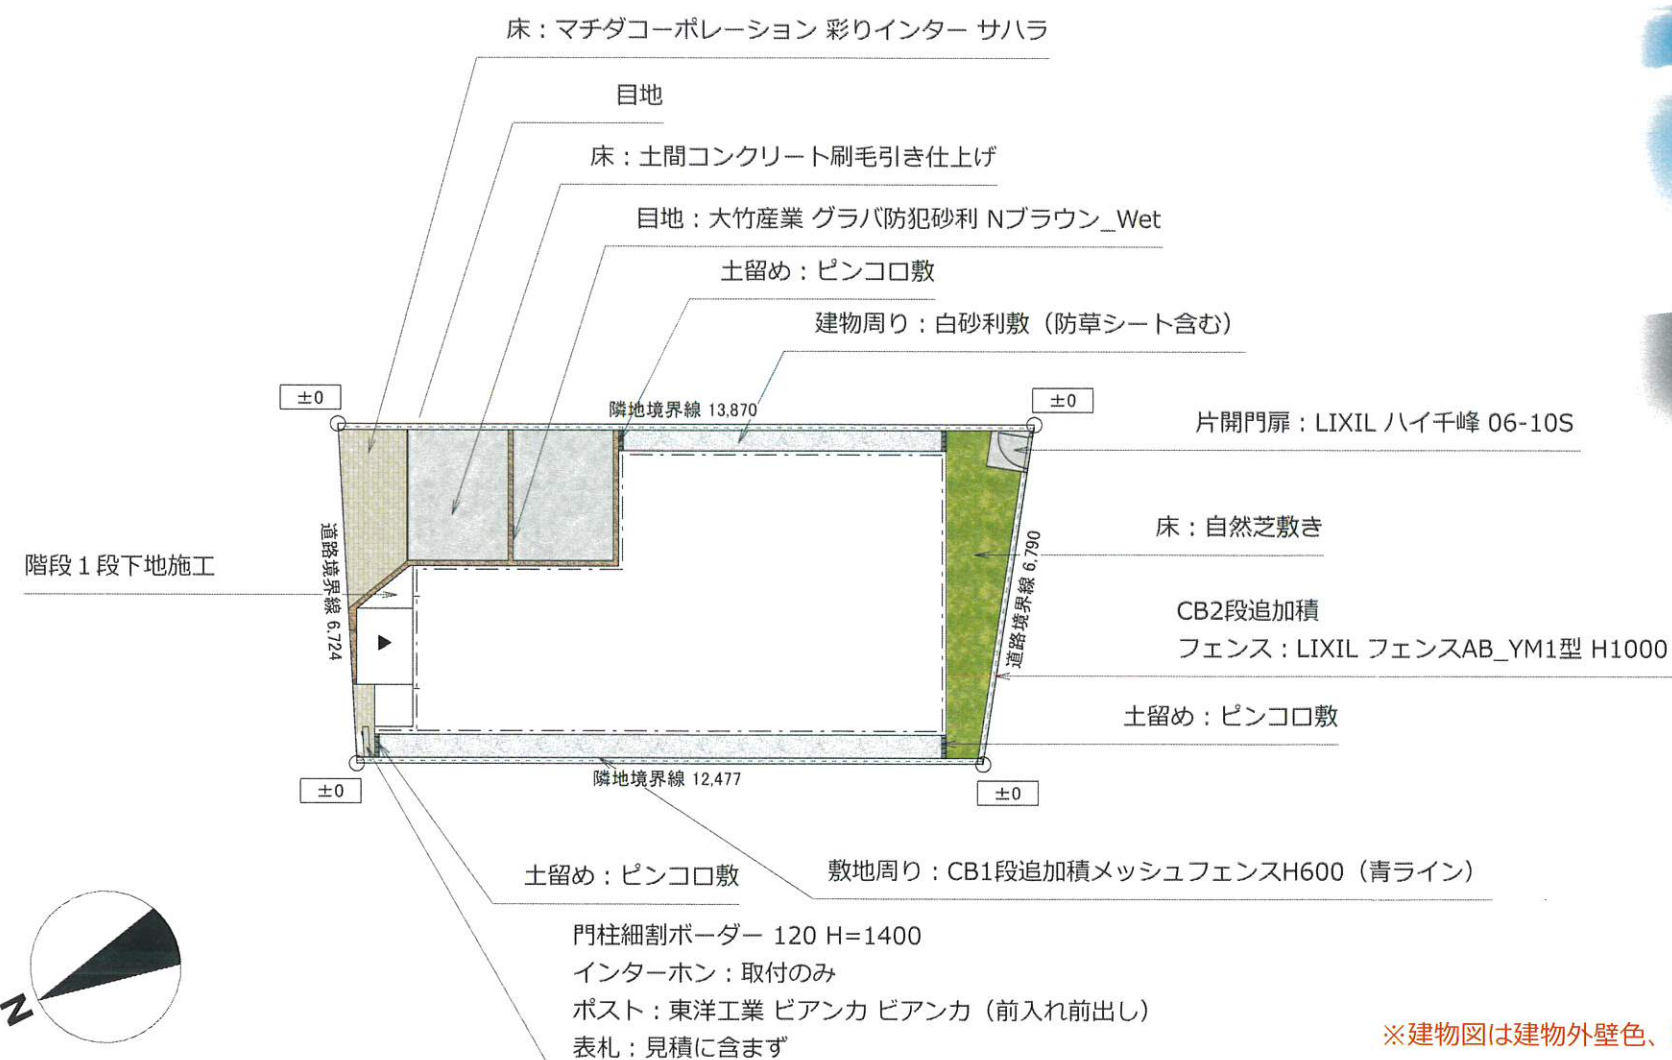 床：マチダコーポレーション 彩りインター サハラ
目地
床：土間コンクリート刷毛引き仕上げ
目地：大竹産業 グラバ防犯砂利 Nブラウン_Wet
土留め：ピンコロ敷
建物周り：白砂利敷（防草シート含む）
±0
隣地境界線 13,870
±0
片開門扉：LIXIL ハイ千峰 06-10S
床：自然芝敷き
道路境界線 6,724
道路境界線 6,790
階段１段下地施工
CB2段追加積
フェンス：LIXIL フェンスAB_YM1型 H1000
土留め：ピンコロ敷
隣地境界線 12,477
±0
±0
土留め：ピンコロ敷
敷地周り：CB1段追加積メッシュフェンスH600（青ライン）
門柱細割ボーダー 120 H=1400
インターホン：取付のみ
ポスト：東洋工業 ビアンカ ビアンカ（前入れ前出し）
表札：見積に含まず
N
※建物図は建物外壁色、